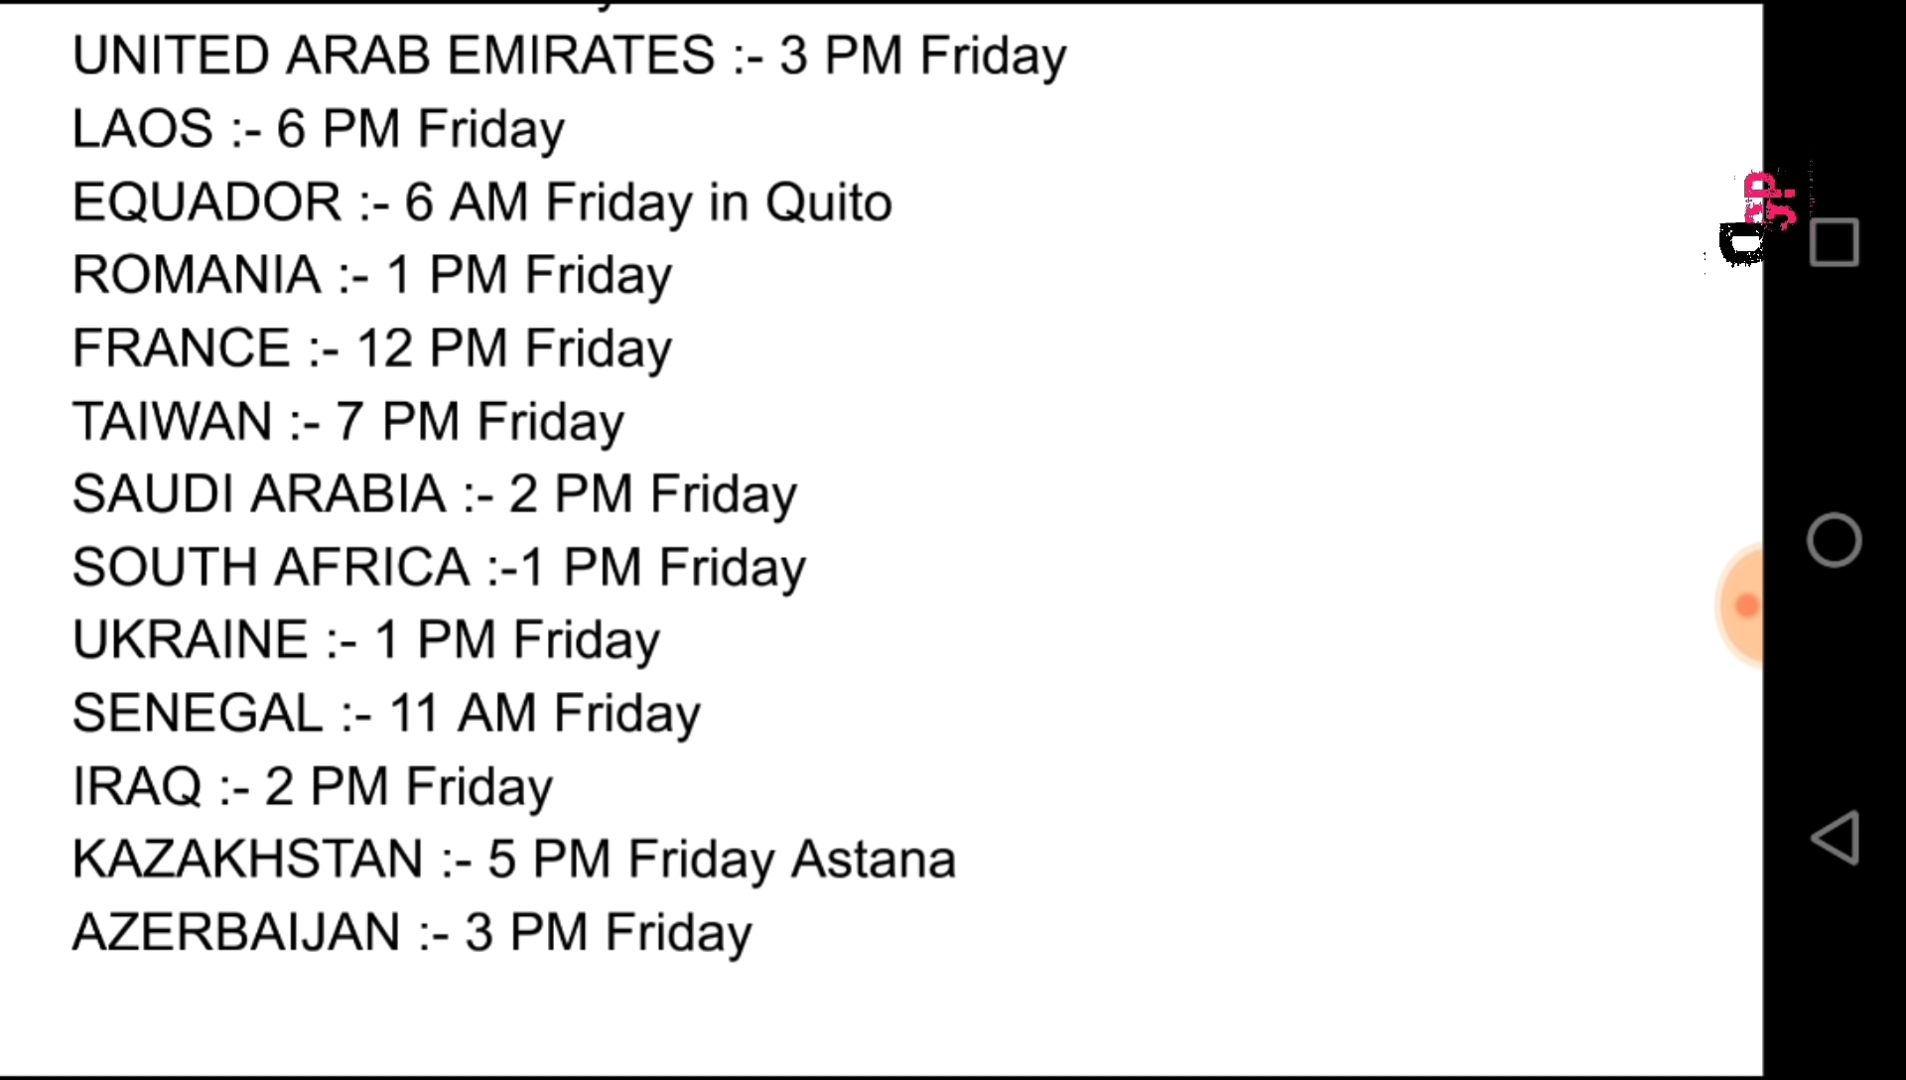 UNITED ARAB EMIRATES :- 3 PM Friday
LAOS :- 6 PM Friday
EQUADOR :- 6 AM Friday in Quito
ROMANIA :- 1 PM Friday
FRANCE :- 12 PM Friday
TAIWAN :- 7 PM Friday
SAUDI ARABIA :- 2 PM Friday
SOUTH AFRICA :-1 PM Friday
UKRAINE :- 1 PM Friday
SENEGAL :- 11 AM Friday
IRAQ :- 2 PM Friday
KAZAKHSTAN :- 5 PM Friday Astana
AZERBAIJAN :- 3 PM Friday